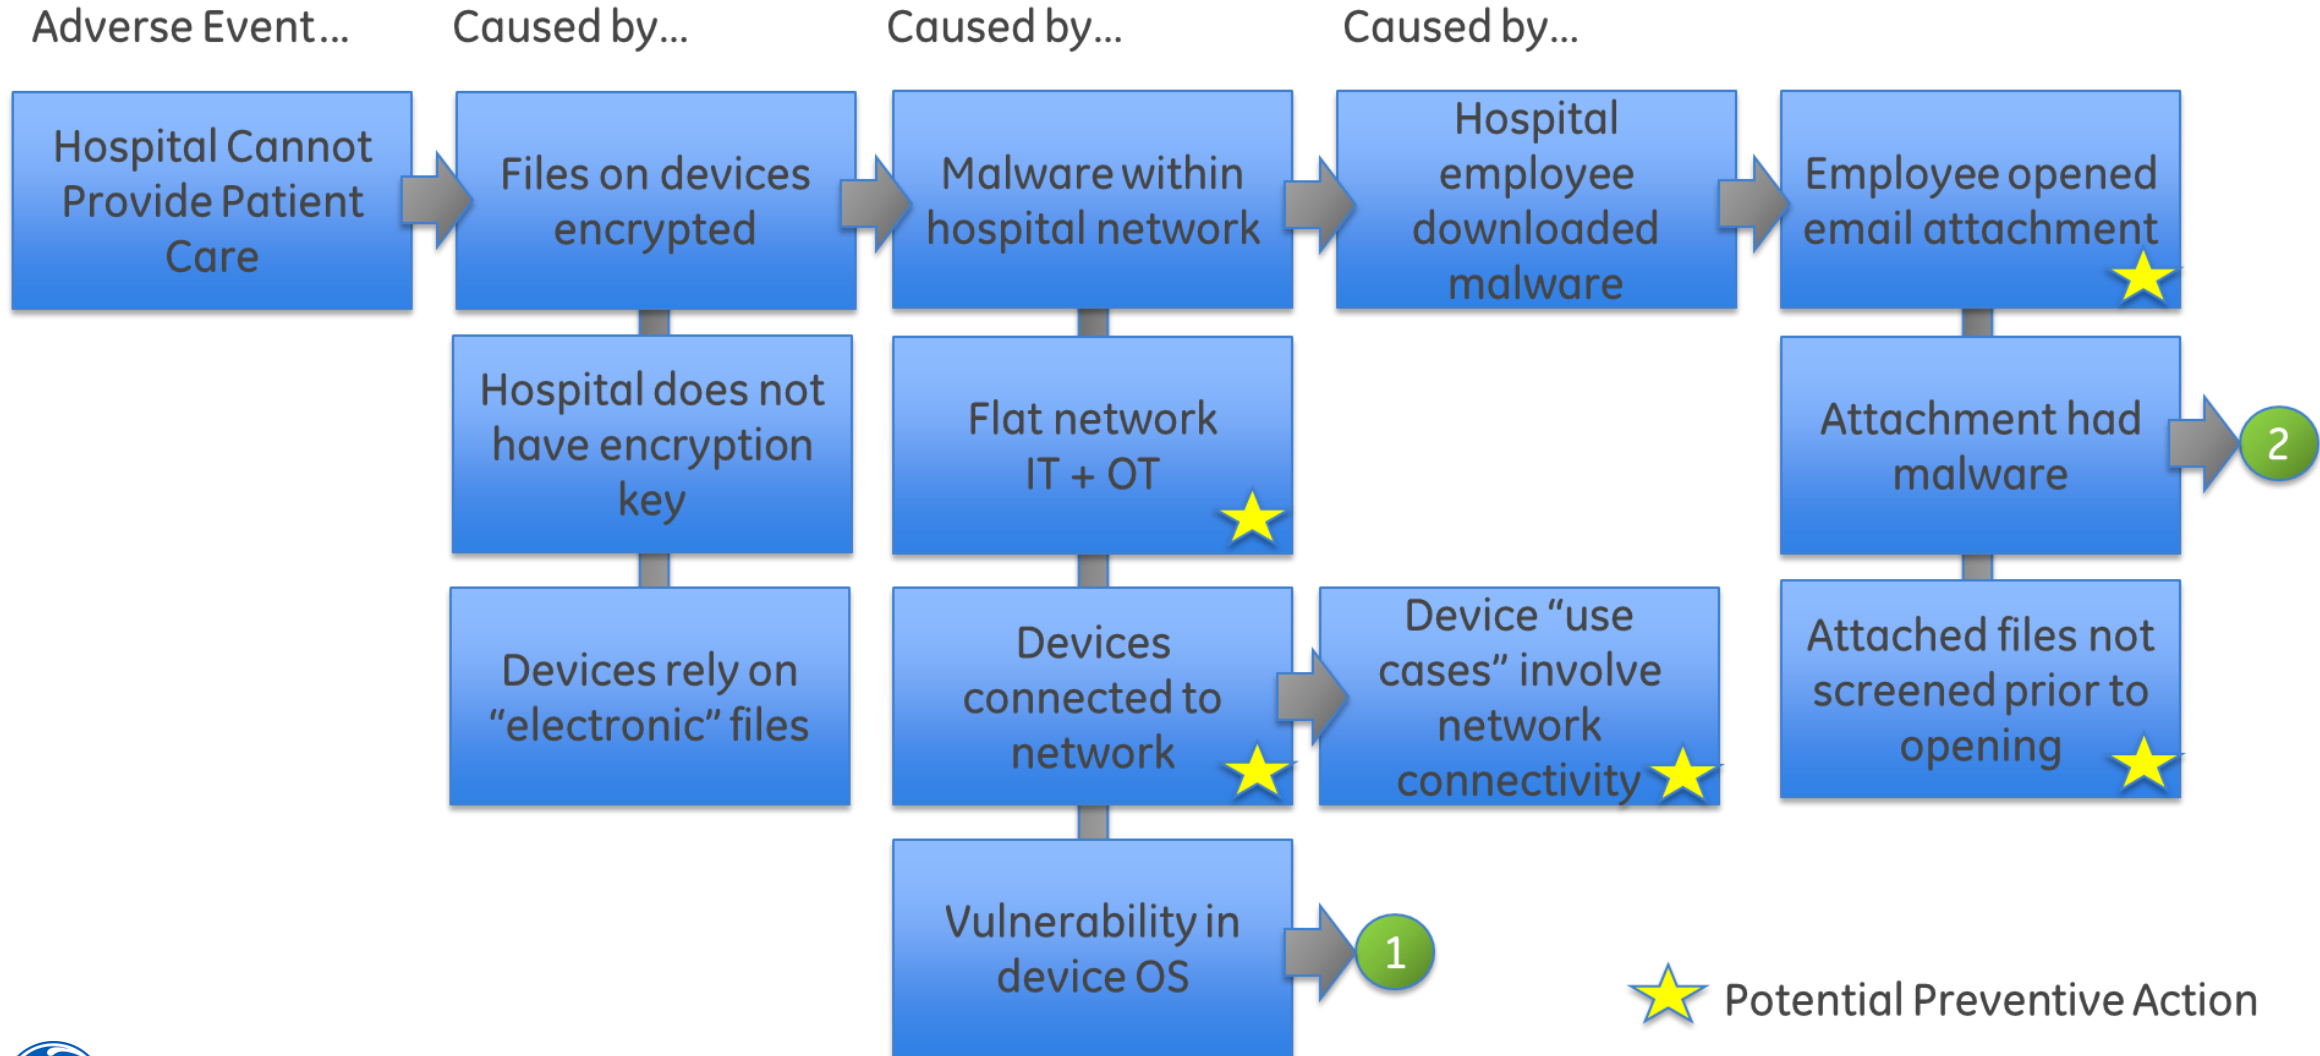 Adverse Event...
Caused by...
Caused by...
Caused by...
Hospital Cannot
Provide Patient
Care
Files on devices
encrypted
Malware within
hospital network
Hospital
employee
downloaded
malware
Employee opened
email attachment
Hospital does not
have encryption
key
Flat network
IT + OT
Attachment had
malware
2
Devices rely on
“electronic” files
Devices
connected to
network
Device “use
cases” involve
network
connectivity
Attached files not
screened prior to
opening
Vulnerability in
device OS
1
Potential Preventive Action